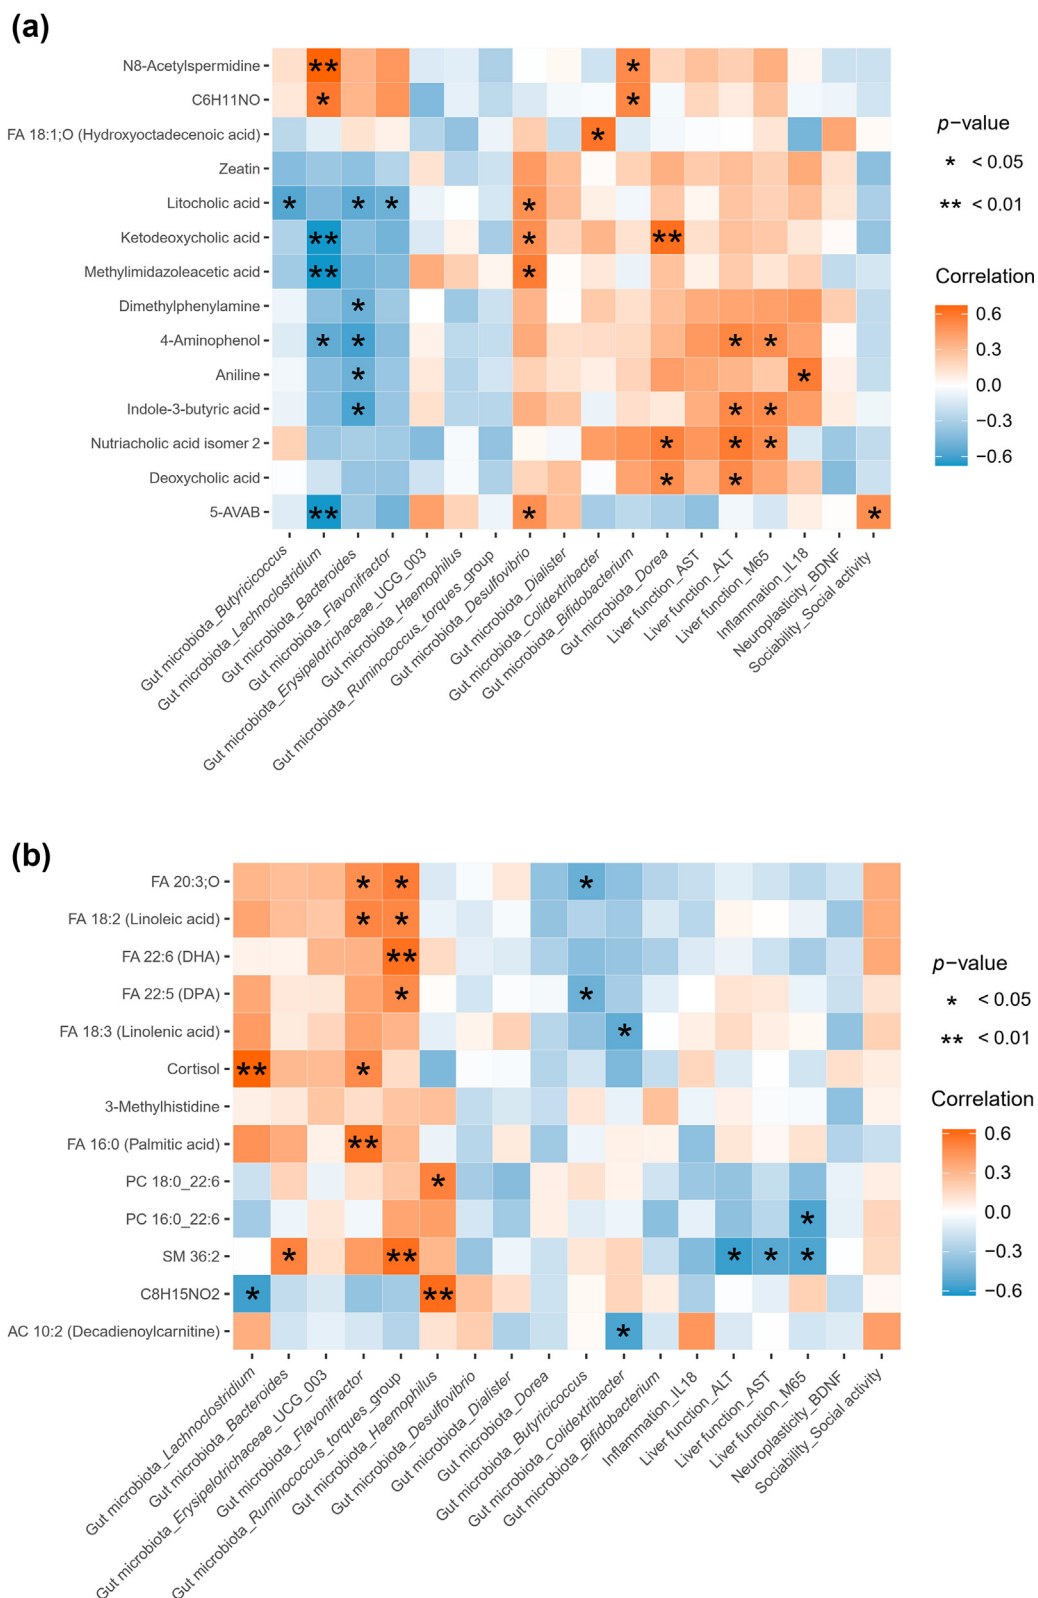 (a)
N8-Acetylspermidine
C6H11NO
FA 18:1;O (Hydroxyoctadecenoic acid)
Zeatin
Litocholic acid
Ketodeoxycholic acid
Methylimidazoleacetic acid
Dimethylphenylamine
4-Aminophenol
Aniline
Indole-3-butyric acid
Nutriacholic acid isomer 2
Deoxycholic acid
5-AVAB
Gut microbiota_Butyricicoccus
Gut microbiota_Lachnoclostridium
Gut microbiota_Bacteroides
Gut microbiota_Flavonifractor
Gut microbiota_Erysipelotrichaceae_UCG_003
Gut microbiota_Haemophilus
Gut microbiota_Ruminococcus_torques_group
Gut microbiota_Desulfovibrio
Gut microbiota_Dialister
Gut microbiota_Colidextribacter
Gut microbiota_Bifidobacterium
Gut microbiota_Dorea
Liver function_AST
Liver function_ALT
Liver function_M65
Inflammation_IL18
Neuroplasticity_BDNF
Sociability_Social activity
p−value
* < 0.05
** < 0.01
Correlation
0.6
0.3
0.0
−0.3
−0.6
(b)
FA 20:3;O
FA 18:2 (Linoleic acid)
FA 22:6 (DHA)
FA 22:5 (DPA)
FA 18:3 (Linolenic acid)
Cortisol
3-Methylhistidine
FA 16:0 (Palmitic acid)
PC 18:0_22:6
PC 16:0_22:6
SM 36:2
C8H15NO2
AC 10:2 (Decadienoylcarnitine)
Gut microbiota_Lachnoclostridium
Gut microbiota_Bacteroides
Gut microbiota_Erysipelotrichaceae_UCG_003
Gut microbiota_Flavonifractor
Gut microbiota_Ruminococcus_torques_group
Gut microbiota_Haemophilus
Gut microbiota_Desulfovibrio
Gut microbiota_Dialister
Gut microbiota_Dorea
Gut microbiota_Butyricicoccus
Gut microbiota_Colidextribacter
Gut microbiota_Bifidobacterium
Inflammation_IL18
Liver function_ALT
Liver function_AST
Liver function_M65
Neuroplasticity_BDNF
Sociability_Social activity
p−value
* < 0.05
** < 0.01
Correlation
0.6
0.3
0.0
−0.3
−0.6